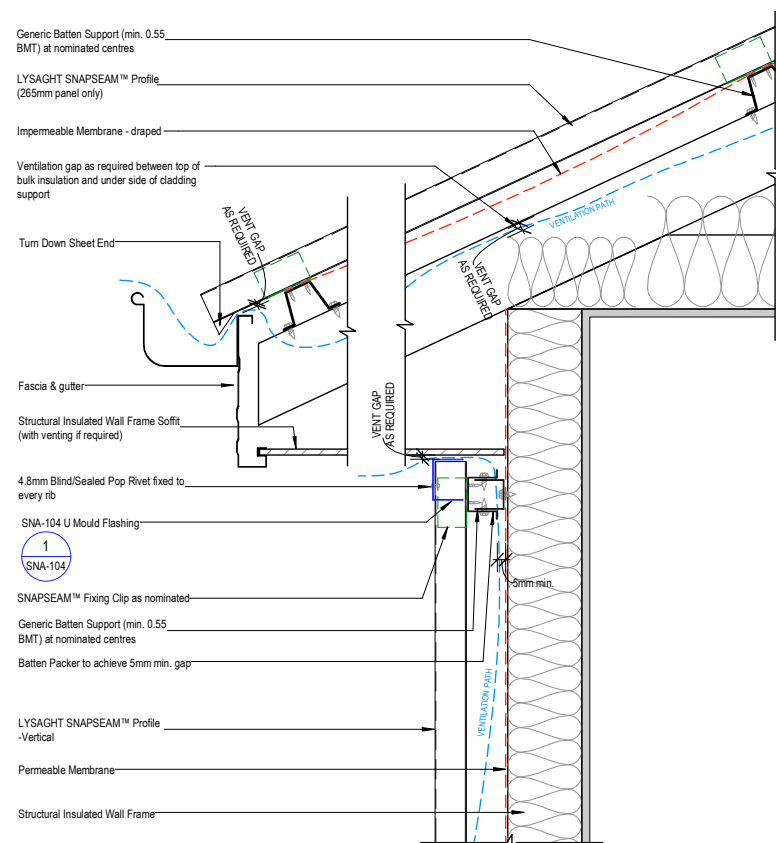 Generic Batten Support (min. 0.55
BMT) at nominated centres
LYSAGHT SNAPSEAM™ Profile
(265mm panel only)
Impermeable Membrane - draped
Ventilation gap as required between top of
bulk insulation and under side of cladding
support
Turn Down Sheet End
VENT GAP
AS REQUIRED
VENTILATION PATH
VENT GAP
AS REQUIRED
Fascia & gutter
Structural Insulated Wall Frame Soffit
(with venting if required)
VENT GAP
AS REQUIRED
4.8mm Blind/Sealed Pop Rivet fixed to
every rib
SNA-104 U Mould Flashing
1
SNA-104
5mm min.
SNAPSEAM™ Fixing Clip as nominated
Generic Batten Support (min. 0.55
BMT) at nominated centres
Batten Packer to achieve 5mm min. gap
VENTILATION PATH
LYSAGHT SNAPSEAM™ Profile
-Vertical
Permeable Membrane
Structural Insulated Wall Frame